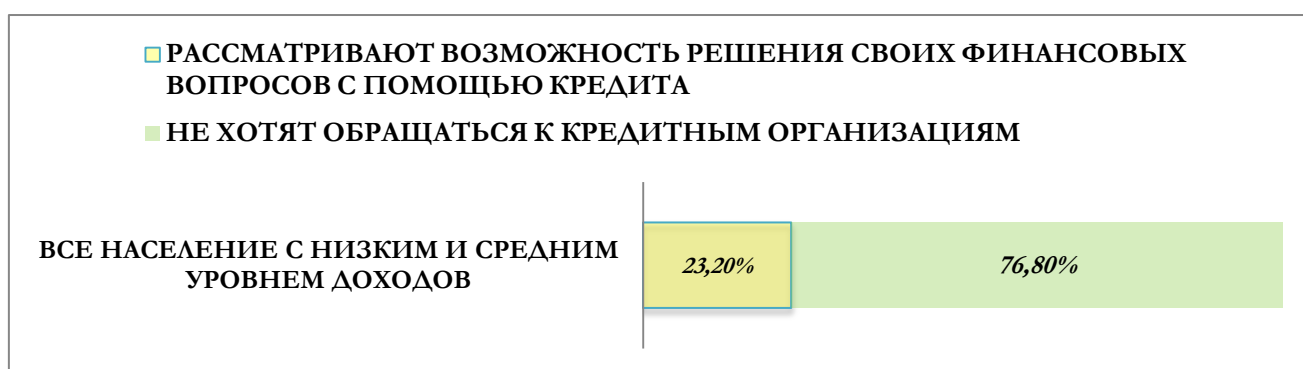 РАССМАТРИВАЮТ ВОЗМОЖНОСТЬ РЕШЕНИЯ СВОИХ ФИНАНСОВЫХ
ВОПРОСОВ С ПОМОЩЬЮ КРЕДИТА
НЕ ХОТЯТ ОБРАЩАТЬСЯ К КРЕДИТНЫМ ОРГАНИЗАЦИЯМ
ВСЕ НАСЕЛЕНИЕ С НИЗКИМ И СРЕДНИМ
УРОВНЕМ ДОХОДОВ
23,20%
76,80%